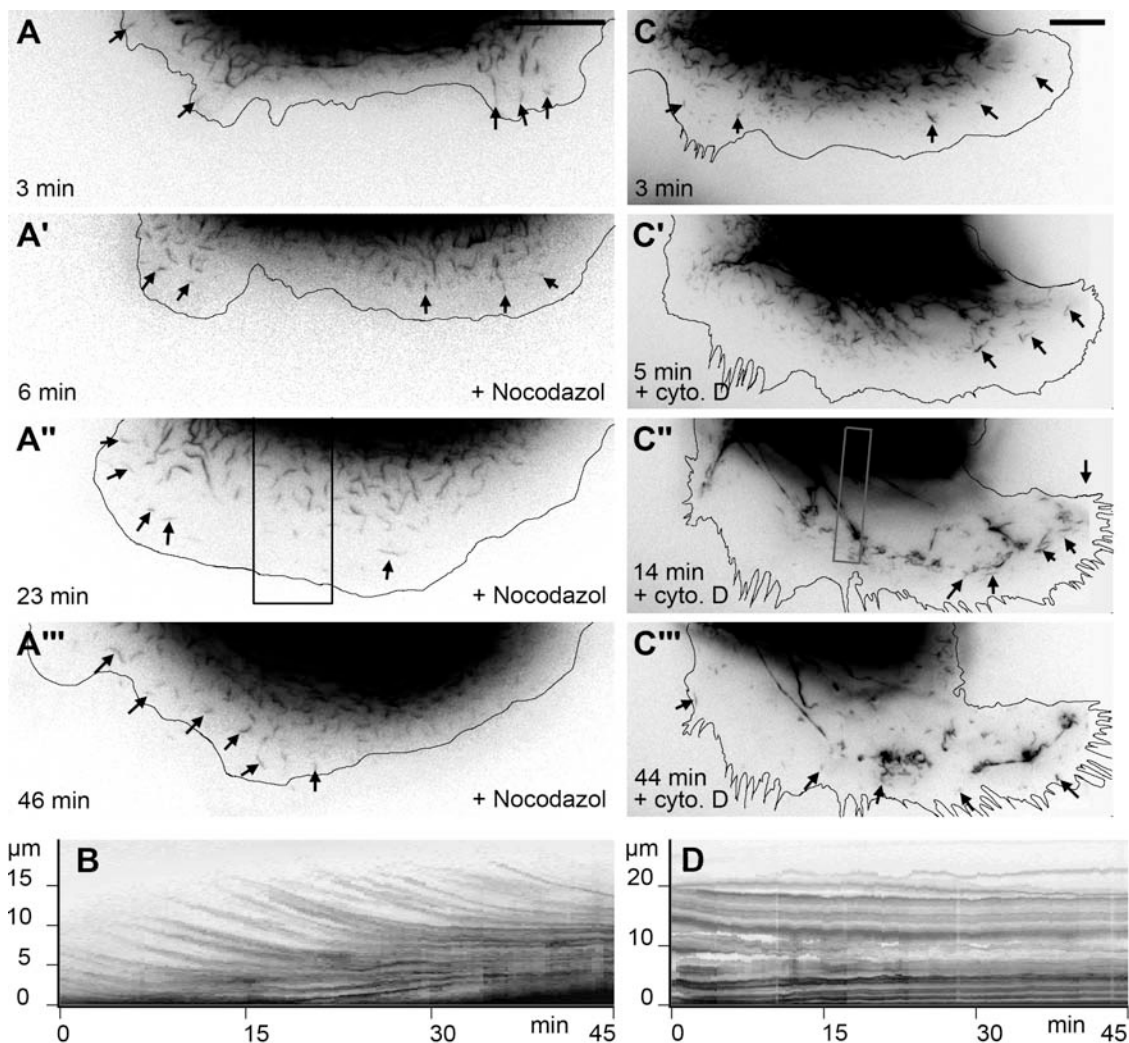 A
3 min
A'
6 min
+ Nocodazol
A''
23 min
+ Nocodazol
A'''
46 min
+ Nocodazol
B
µm
15
10
5
0
0
15
30
min
45
C
3 min
C'
5 min
+ cyto. D
C''
14 min
+ cyto. D
C'''
44 min
+ cyto. D
D
µm
20
10
0
0
15
30
min
45